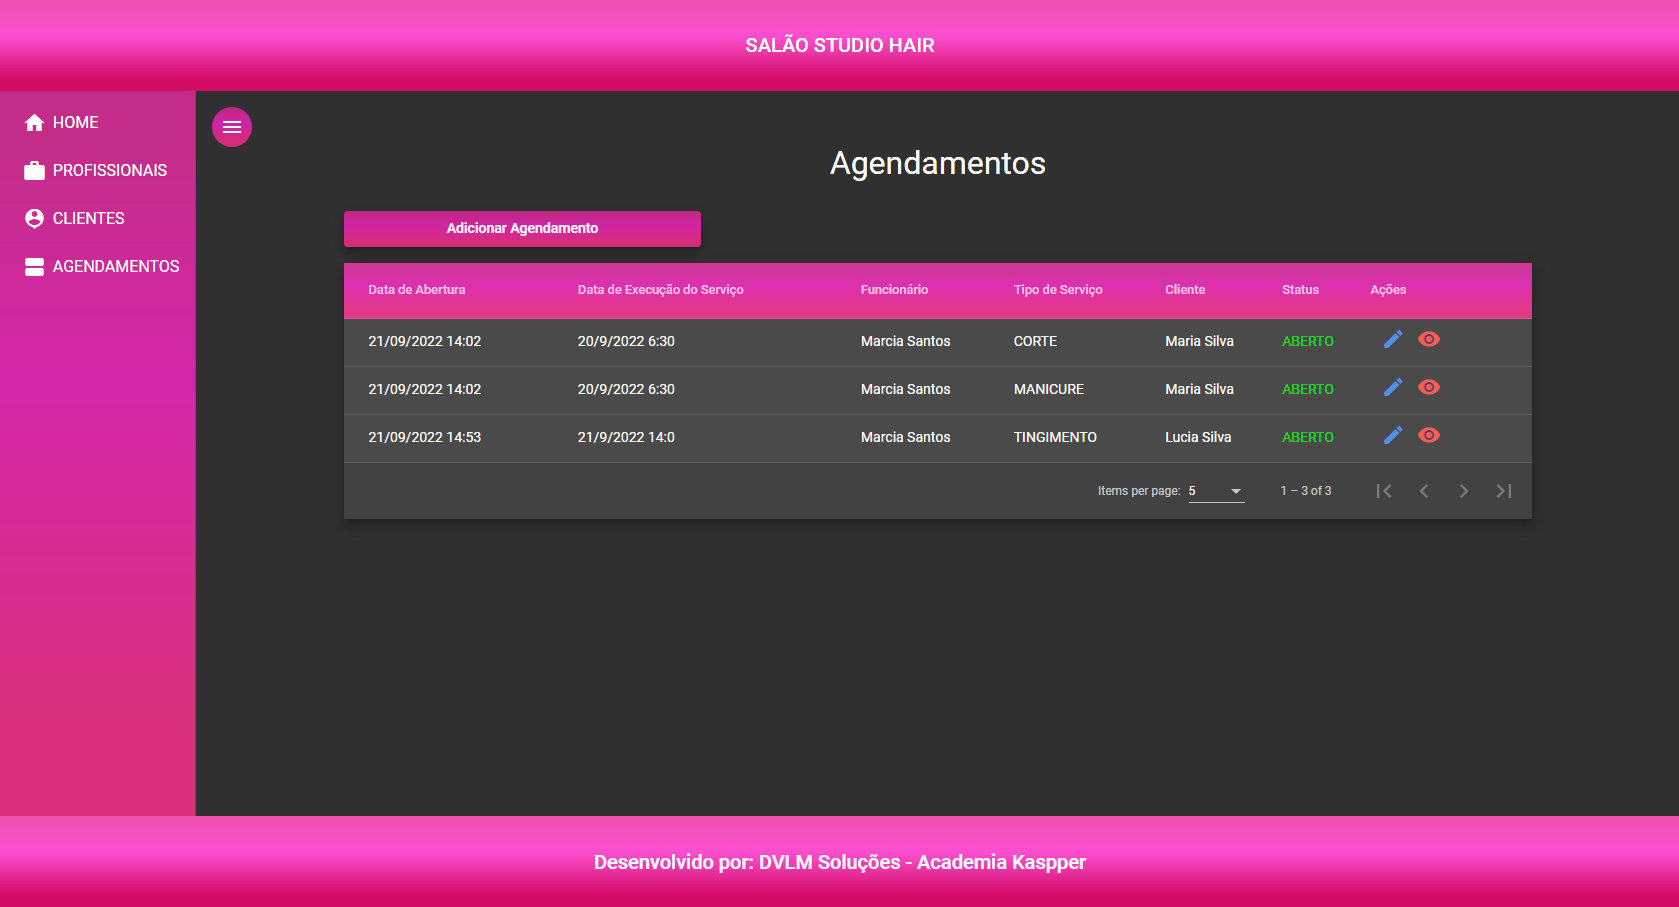 SALÃO STUDIO HAIR
HOME
PROFISSIONAIS
CLIENTES
AGENDAMENTOS
Agendamentos
Adicionar Agendamento
Data de Abertura Data de Execução do Serviço Funcionário Tipo de Serviço Cliente Status Ações
21/09/2022 14:02 20/9/2022 6:30 Marcia Santos CORTE Maria Silva ABERTO
21/09/2022 14:02 20/9/2022 6:30 Marcia Santos MANICURE Maria Silva ABERTO
21/09/2022 14:53 21/9/2022 14:0 Marcia Santos TINGIMENTO Lucia Silva ABERTO
Items per page: 5 1 – 3 of 3
Desenvolvido por: DVLM Soluções - Academia Kaspper